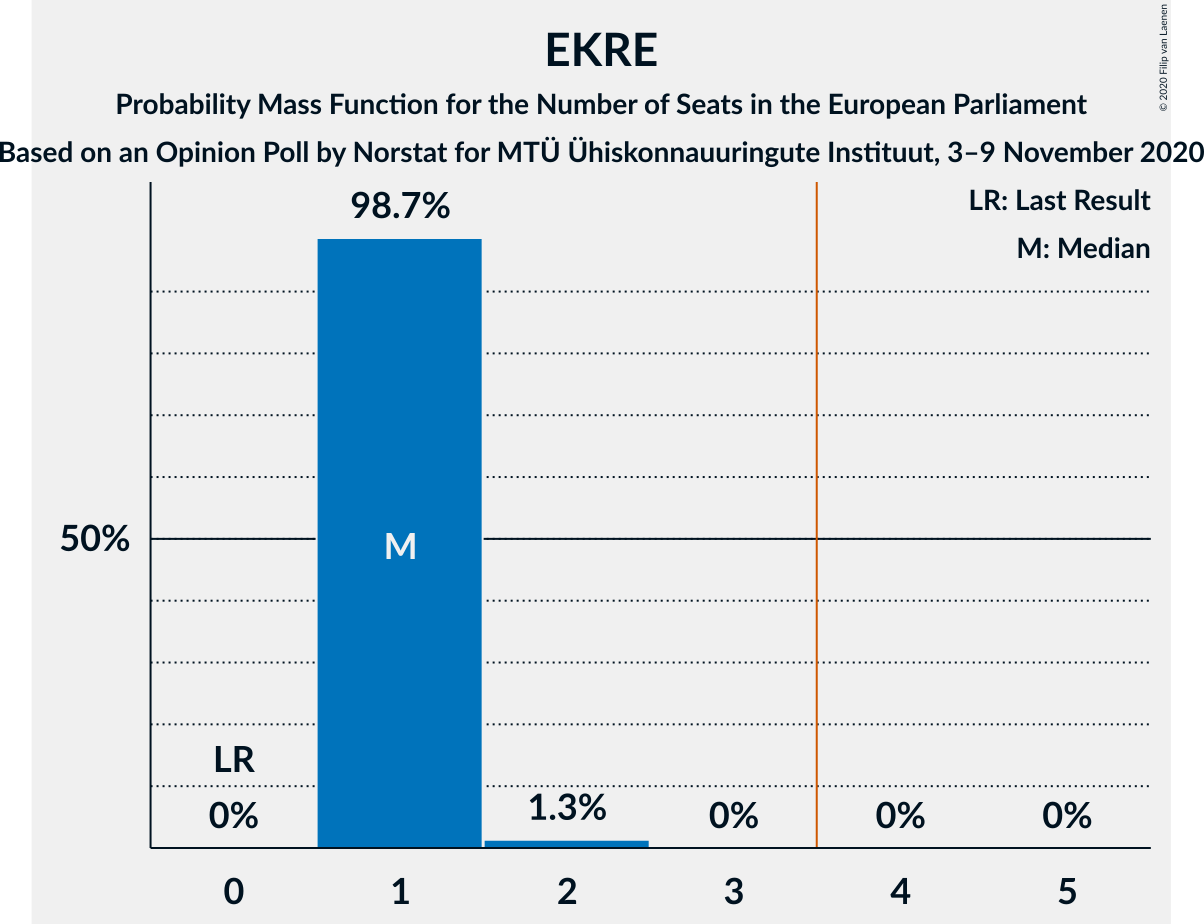 EKRE
Probability Mass Function for the Number of Seats in the European Parliament
Based on an Opinion Poll by Norstat for MTÜ Ühiskonnauuringute Instituut, 3–9 November 2020
© 2020 Filip van Laenen
LR: Last Result
M: Median
98.7%
50%
M
LR
0%
1.3%
0%
0%
0%
0
1
2
3
4
5